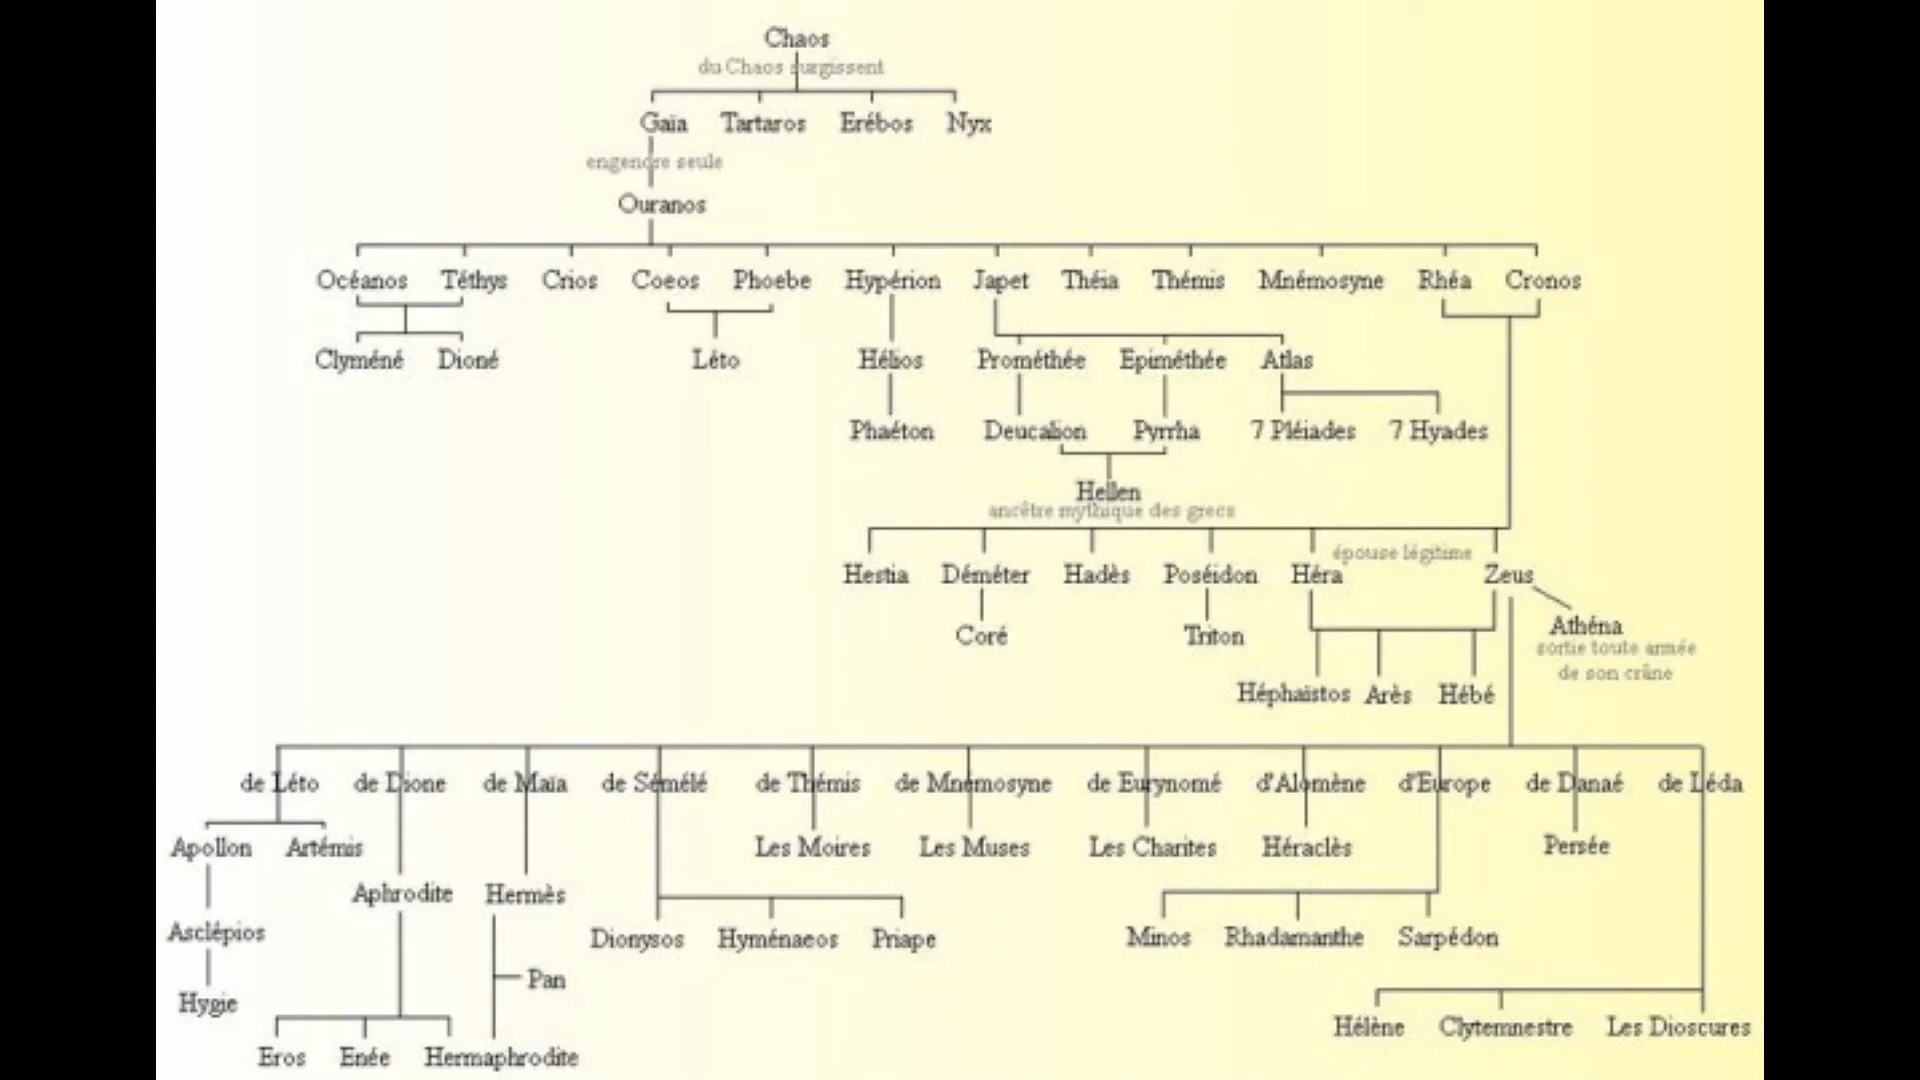 Chaos
du Chaos surgissent
Gaïa Tartaros Erébos Nyx
engendre seule
Ouranos
Océanos Téthys Crios Coeos Phoebe Hypérion Japet Théia Thémis Mnémosyne Rhéa Cronos
Clyméné Dioné Léto Hélios Prométhée Epiméthée Atlas
Phaéton Deucalion Pyrrha 7 Pléiades 7 Hyades
Hellen
ancêtre mythique des grecs
épouse légitime
Hestia Déméter Hadès Poséidon Héra Zeus
Athéna
Coré Triton
sortie toute armée
de son crâne
Héphaïstos Arès Hébé
de Léto de Dione de Maïa de Sémélé de Thémis de Mnémosyne de Eurynomé d'Alomène d'Europe de Danaé de Léda
Apollon Artémis Les Moires Les Muses Les Charites Héraclès Persée
Aphrodite Hermès
Asclépios Dionysos Hyménaeos Priape Minos Rhadamanthe Sarpédon
Pan
Hygie
Hélène Clytemnestre Les Dioscures
Eros Enée Hermaphrodite